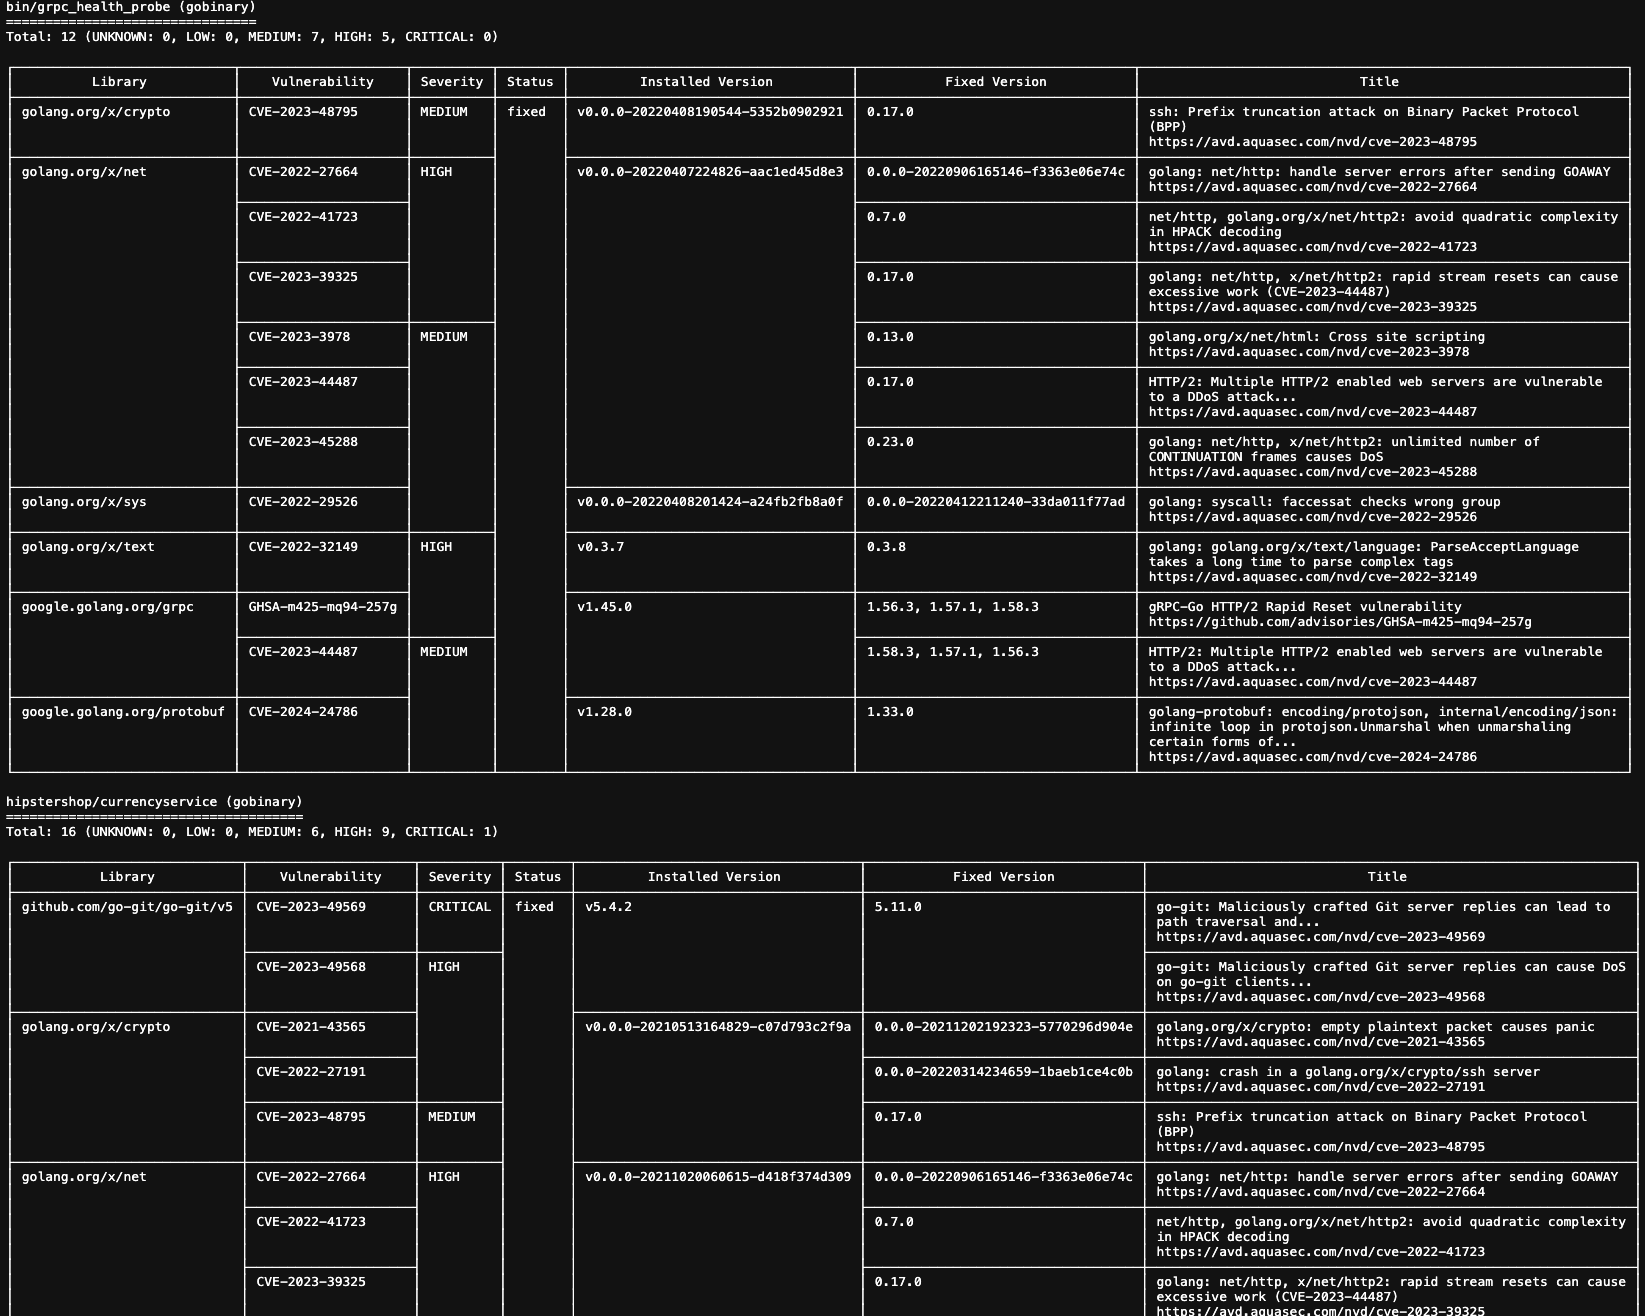 bin/grpc_health_probe (gobinary)
================================
Total: 12 (UNKNOWN: 0, LOW: 0, MEDIUM: 7, HIGH: 5, CRITICAL: 0)
Library Vulnerability Severity Status Installed Version Fixed Version Title
golang.org/x/crypto CVE-2023-48795 MEDIUM fixed v0.0.0-20220408190544-5352b0902921 0.17.0 ssh: Prefix truncation attack on Binary Packet Protocol
(BPP)
https://avd.aquasec.com/nvd/cve-2023-48795
golang.org/x/net CVE-2022-27664 HIGH v0.0.0-20220407224826-aac1ed45d8e3 0.0.0-20220906165146-f3363e06e74c golang: net/http: handle server errors after sending GOAWAY
https://avd.aquasec.com/nvd/cve-2022-27664
CVE-2022-41723 0.7.0 net/http, golang.org/x/net/http2: avoid quadratic complexity
in HPACK decoding
https://avd.aquasec.com/nvd/cve-2022-41723
CVE-2023-39325 0.17.0 golang: net/http, x/net/http2: rapid stream resets can cause
excessive work (CVE-2023-44487)
https://avd.aquasec.com/nvd/cve-2023-39325
CVE-2023-3978 MEDIUM 0.13.0 golang.org/x/net/html: Cross site scripting
https://avd.aquasec.com/nvd/cve-2023-3978
CVE-2023-44487 0.17.0 HTTP/2: Multiple HTTP/2 enabled web servers are vulnerable
to a DDoS attack...
https://avd.aquasec.com/nvd/cve-2023-44487
CVE-2023-45288 0.23.0 golang: net/http, x/net/http2: unlimited number of
CONTINUATION frames causes DoS
https://avd.aquasec.com/nvd/cve-2023-45288
golang.org/x/sys CVE-2022-29526 v0.0.0-20220408201424-a24fb2fb8a0f 0.0.0-20220412211240-33da011f77ad golang: syscall: faccessat checks wrong group
https://avd.aquasec.com/nvd/cve-2022-29526
golang.org/x/text CVE-2022-32149 HIGH v0.3.7 0.3.8 golang: golang.org/x/text/language: ParseAcceptLanguage
takes a long time to parse complex tags
https://avd.aquasec.com/nvd/cve-2022-32149
google.golang.org/grpc GHSA-m425-mq94-257g v1.45.0 1.56.3, 1.57.1, 1.58.3 gRPC-Go HTTP/2 Rapid Reset vulnerability
https://github.com/advisories/GHSA-m425-mq94-257g
CVE-2023-44487 MEDIUM 1.58.3, 1.57.1, 1.56.3 HTTP/2: Multiple HTTP/2 enabled web servers are vulnerable
to a DDoS attack...
https://avd.aquasec.com/nvd/cve-2023-44487
google.golang.org/protobuf CVE-2024-24786 v1.28.0 1.33.0 golang-protobuf: encoding/protojson, internal/encoding/json:
infinite loop in protojson.Unmarshal when unmarshaling
certain forms of...
https://avd.aquasec.com/nvd/cve-2024-24786
hipstershop/currencyservice (gobinary)
======================================
Total: 16 (UNKNOWN: 0, LOW: 0, MEDIUM: 6, HIGH: 9, CRITICAL: 1)
Library Vulnerability Severity Status Installed Version Fixed Version Title
github.com/go-git/go-git/v5 CVE-2023-49569 CRITICAL fixed v5.4.2 5.11.0 go-git: Maliciously crafted Git server replies can lead to
path traversal and...
https://avd.aquasec.com/nvd/cve-2023-49569
CVE-2023-49568 HIGH go-git: Maliciously crafted Git server replies can cause DoS
on go-git clients...
https://avd.aquasec.com/nvd/cve-2023-49568
golang.org/x/crypto CVE-2021-43565 v0.0.0-20210513164829-c07d793c2f9a 0.0.0-20211202192323-5770296d904e golang.org/x/crypto: empty plaintext packet causes panic
https://avd.aquasec.com/nvd/cve-2021-43565
CVE-2022-27191 0.0.0-20220314234659-1baeb1ce4c0b golang: crash in a golang.org/x/crypto/ssh server
https://avd.aquasec.com/nvd/cve-2022-27191
CVE-2023-48795 MEDIUM 0.17.0 ssh: Prefix truncation attack on Binary Packet Protocol
(BPP)
https://avd.aquasec.com/nvd/cve-2023-48795
golang.org/x/net CVE-2022-27664 HIGH v0.0.0-20211020060615-d418f374d309 0.0.0-20220906165146-f3363e06e74c golang: net/http: handle server errors after sending GOAWAY
https://avd.aquasec.com/nvd/cve-2022-27664
CVE-2022-41723 0.7.0 net/http, golang.org/x/net/http2: avoid quadratic complexity
in HPACK decoding
https://avd.aquasec.com/nvd/cve-2022-41723
CVE-2023-39325 0.17.0 golang: net/http, x/net/http2: rapid stream resets can cause
excessive work (CVE-2023-44487)
https://avd.aquasec.com/nvd/cve-2023-39325